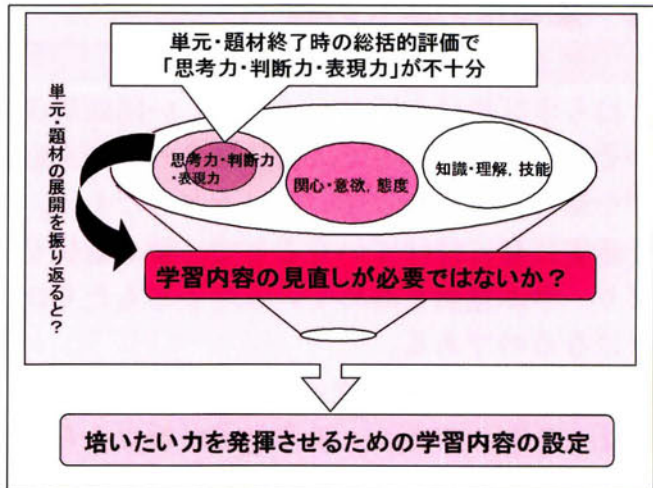 単元・題材終了時の総括的評価で
「思考力・判断力・表現力」が不十分
単元・題材の展開を振り返ると？
思考力・判断力
・表現力
関心・意欲，態度
知識・理解，技能
学習内容の見直しが必要ではないか？
培いたい力を発揮させるための学習内容の設定